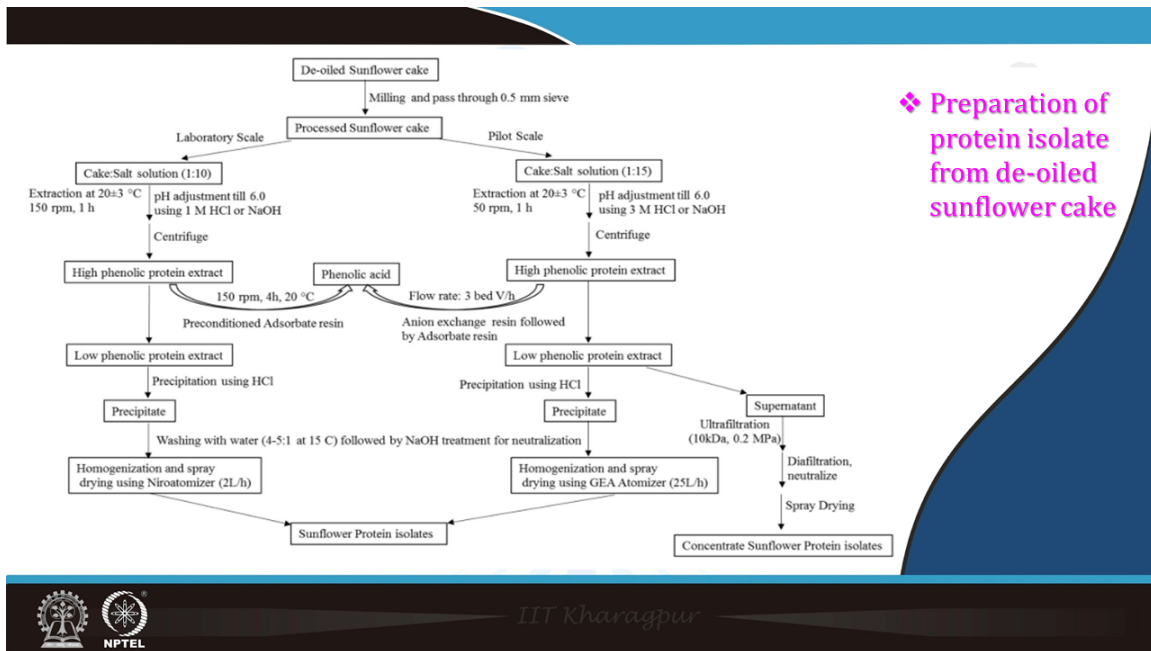 De-oiled Sunflower cake
Milling and pass through 0.5 mm sieve
Processed Sunflower cake
Laboratory Scale
Pilot Scale
Cake:Salt solution (1:10)
Cake:Salt solution (1:15)
Extraction at 20±3 °C
150 rpm, 1 h
pH adjustment till 6.0
using 1 M HCl or NaOH
Extraction at 20±3 °C
50 rpm, 1 h
pH adjustment till 6.0
using 3 M HCl or NaOH
Centrifuge
Centrifuge
High phenolic protein extract
Phenolic acid
High phenolic protein extract
150 rpm, 4h, 20 °C
Flow rate: 3 bed V/h
Preconditioned Adsorbate resin
Anion exchange resin followed
by Adsorbate resin
Low phenolic protein extract
Low phenolic protein extract
Precipitation using HCl
Precipitation using HCl
Precipitate
Precipitate
Supernatant
Washing with water (4-5:1 at 15 C) followed by NaOH treatment for neutralization
Ultrafiltration
(10kDa, 0.2 MPa)
Diafiltration,
neutralize
Homogenization and spray
drying using Niroatomizer (2L/h)
Homogenization and spray
drying using GEA Atomizer (25L/h)
Spray Drying
Sunflower Protein isolates
Concentrate Sunflower Protein isolates
❖ Preparation of
protein isolate
from de-oiled
sunflower cake
IIT Kharagpur
®
NPTEL